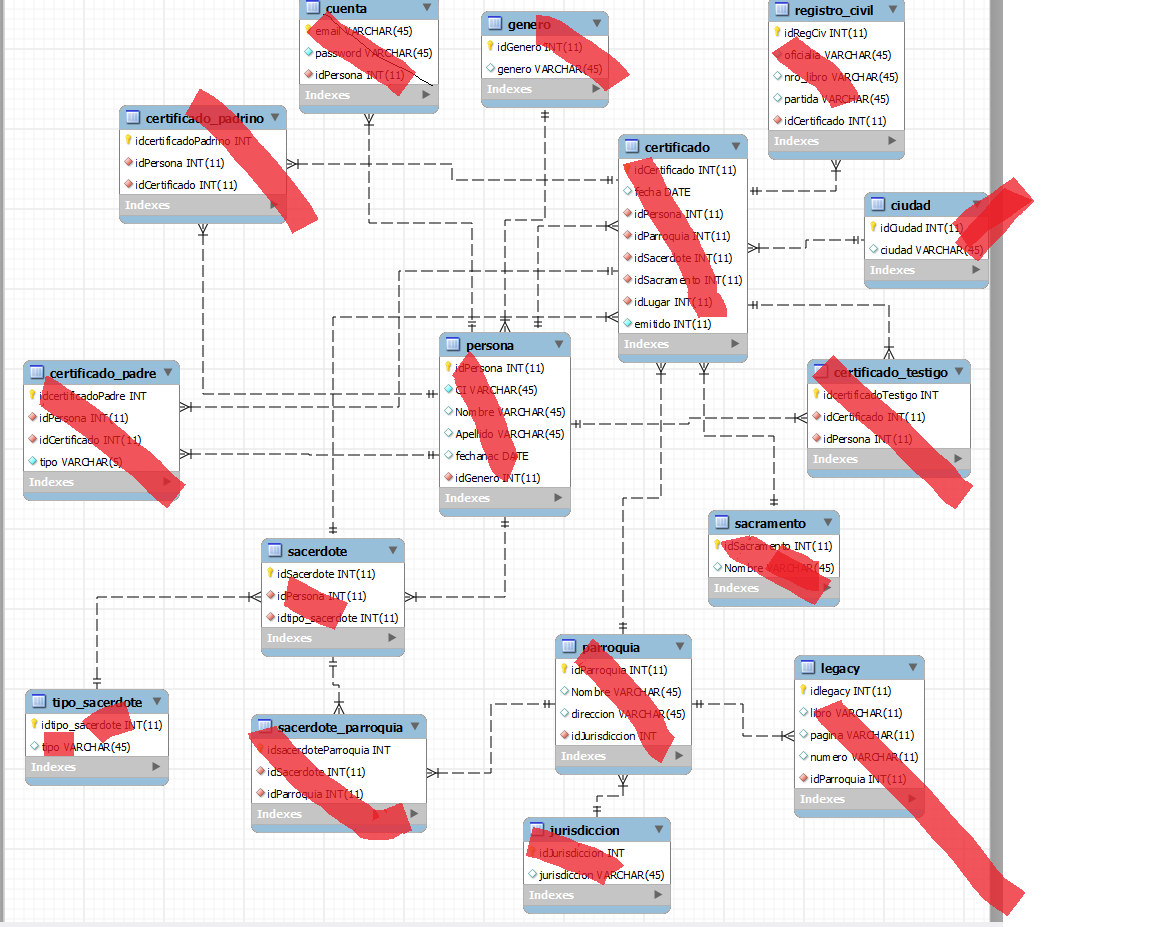 cuenta
email VARCHAR(45)
password VARCHAR(45)
idPersona INT(11)
Indexes
genero
idGenero INT(11)
genero VARCHAR(45)
Indexes
registro_civil
idRegCiv INT(11)
oficialia VARCHAR(45)
nro_libro VARCHAR(45)
partida VARCHAR(45)
idCertificado INT(11)
Indexes
certificado_padrino
idcertificadoPadrino INT
idPersona INT(11)
idCertificado INT(11)
Indexes
certificado
idCertificado INT(11)
fecha DATE
idPersona INT(11)
idParroquia INT(11)
idSacerdote INT(11)
idSacramento INT(11)
idLugar INT(11)
emitido INT(11)
Indexes
ciudad
idCiudad INT(11)
ciudad VARCHAR(45)
Indexes
persona
idPersona INT(11)
CI VARCHAR(45)
Nombre VARCHAR(45)
Apellido VARCHAR(45)
fechanac DATE
idGenero INT(11)
Indexes
certificado_padre
idcertificadoPadre INT
idPersona INT(11)
idCertificado INT(11)
tipo VARCHAR(5)
Indexes
certificado_testigo
idcertificadoTestigo INT
idCertificado INT(11)
idPersona INT(11)
Indexes
sacramento
idSacramento INT(11)
Nombre VARCHAR(45)
Indexes
sacerdote
idSacerdote INT(11)
idPersona INT(11)
idtipo_sacerdote INT(11)
Indexes
parroquia
idParroquia INT(11)
Nombre VARCHAR(45)
direccion VARCHAR(45)
idJurisdiccion INT
Indexes
legacy
idlegacy INT(11)
libro VARCHAR(11)
pagina VARCHAR(11)
numero VARCHAR(11)
idParroquia INT(11)
Indexes
tipo_sacerdote
idtipo_sacerdote INT(11)
tipo VARCHAR(45)
Indexes
sacerdote_parroquia
idsacerdoteParroquia INT
idSacerdote INT(11)
idParroquia INT(11)
Indexes
jurisdiccion
idJurisdiccion INT
jurisdiccion VARCHAR(45)
Indexes